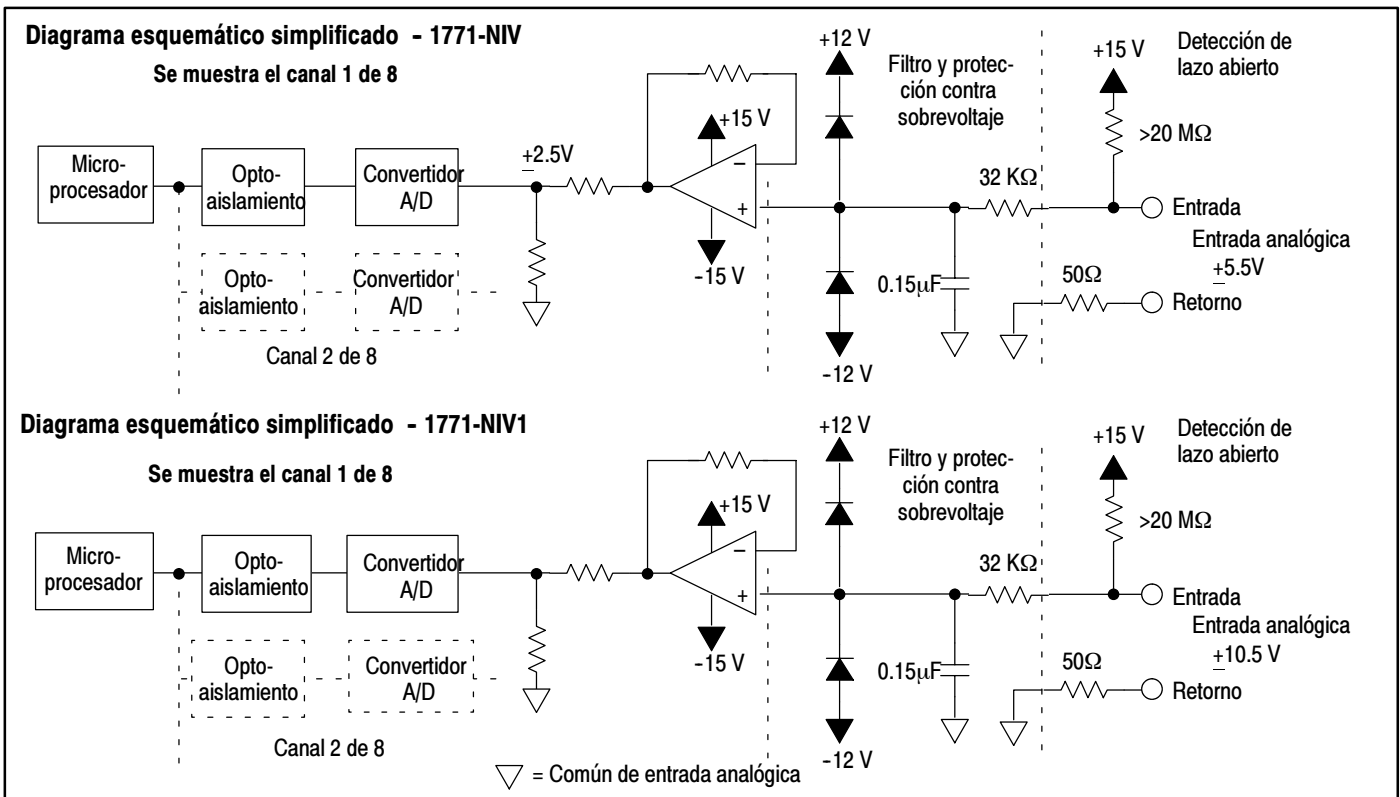 Diagrama esquemático simplificado - 1771-NIV
Se muestra el canal 1 de 8
+12 V
Filtro y protec-
ción contra
sobrevoltaje
+15 V
Detección de
lazo abierto
>20 MΩ
+15 V
Micro-
procesador
Opto-
aislamiento
Convertidor
A/D
±2.5V
−
+
-15 V
32 KΩ
Entrada
Entrada analógica
±5.5V
0.15µF
50Ω
Retorno
Opto-
aislamiento
Convertidor
A/D
Canal 2 de 8
-12 V
Diagrama esquemático simplificado - 1771-NIV1
Se muestra el canal 1 de 8
+12 V
Filtro y protec-
ción contra
sobrevoltaje
+15 V
Detección de
lazo abierto
>20 MΩ
+15 V
Micro-
procesador
Opto-
aislamiento
Convertidor
A/D
−
+
-15 V
32 KΩ
Entrada
Entrada analógica
±10.5 V
0.15µF
50Ω
Retorno
Opto-
aislamiento
Convertidor
A/D
Canal 2 de 8
-12 V
= Común de entrada analógica